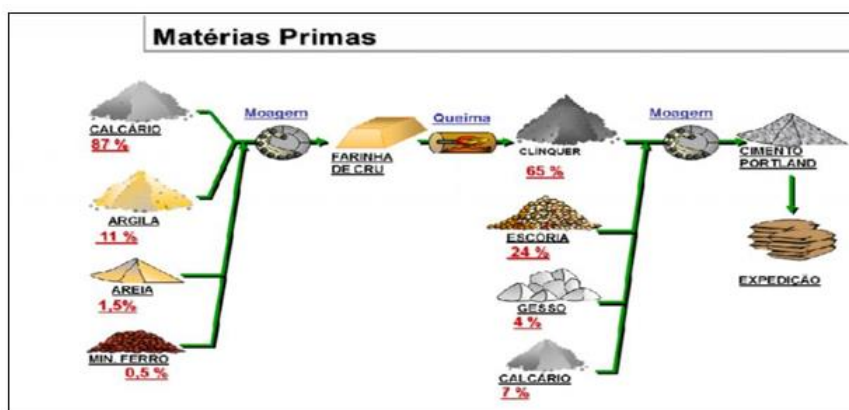 Matérias Primas
CALCÁRIO
87 %
Moagem
FARINHA
DE CRU
Queima
CLÍNQUER
65 %
Moagem
CIMENTO
PORTLAND
ARGILA
11 %
AREIA
1,5%
MIN. FERRO
0,5 %
ESCÓRIA
24 %
GESSO
4 %
CALCÁRIO
7 %
EXPEDIÇÃO